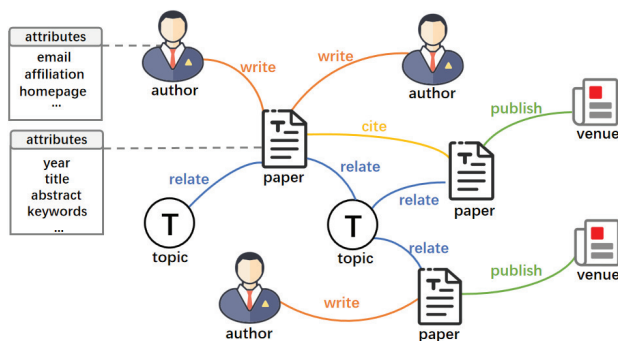 attributes
email
affiliation
homepage
...
author
write
write
author
attributes
year
title
abstract
keywords
...
T
paper
cite
publish
venue
relate
relate
relate
T
paper
T
topic
T
topic
relate
publish
venue
author
write
T
paper